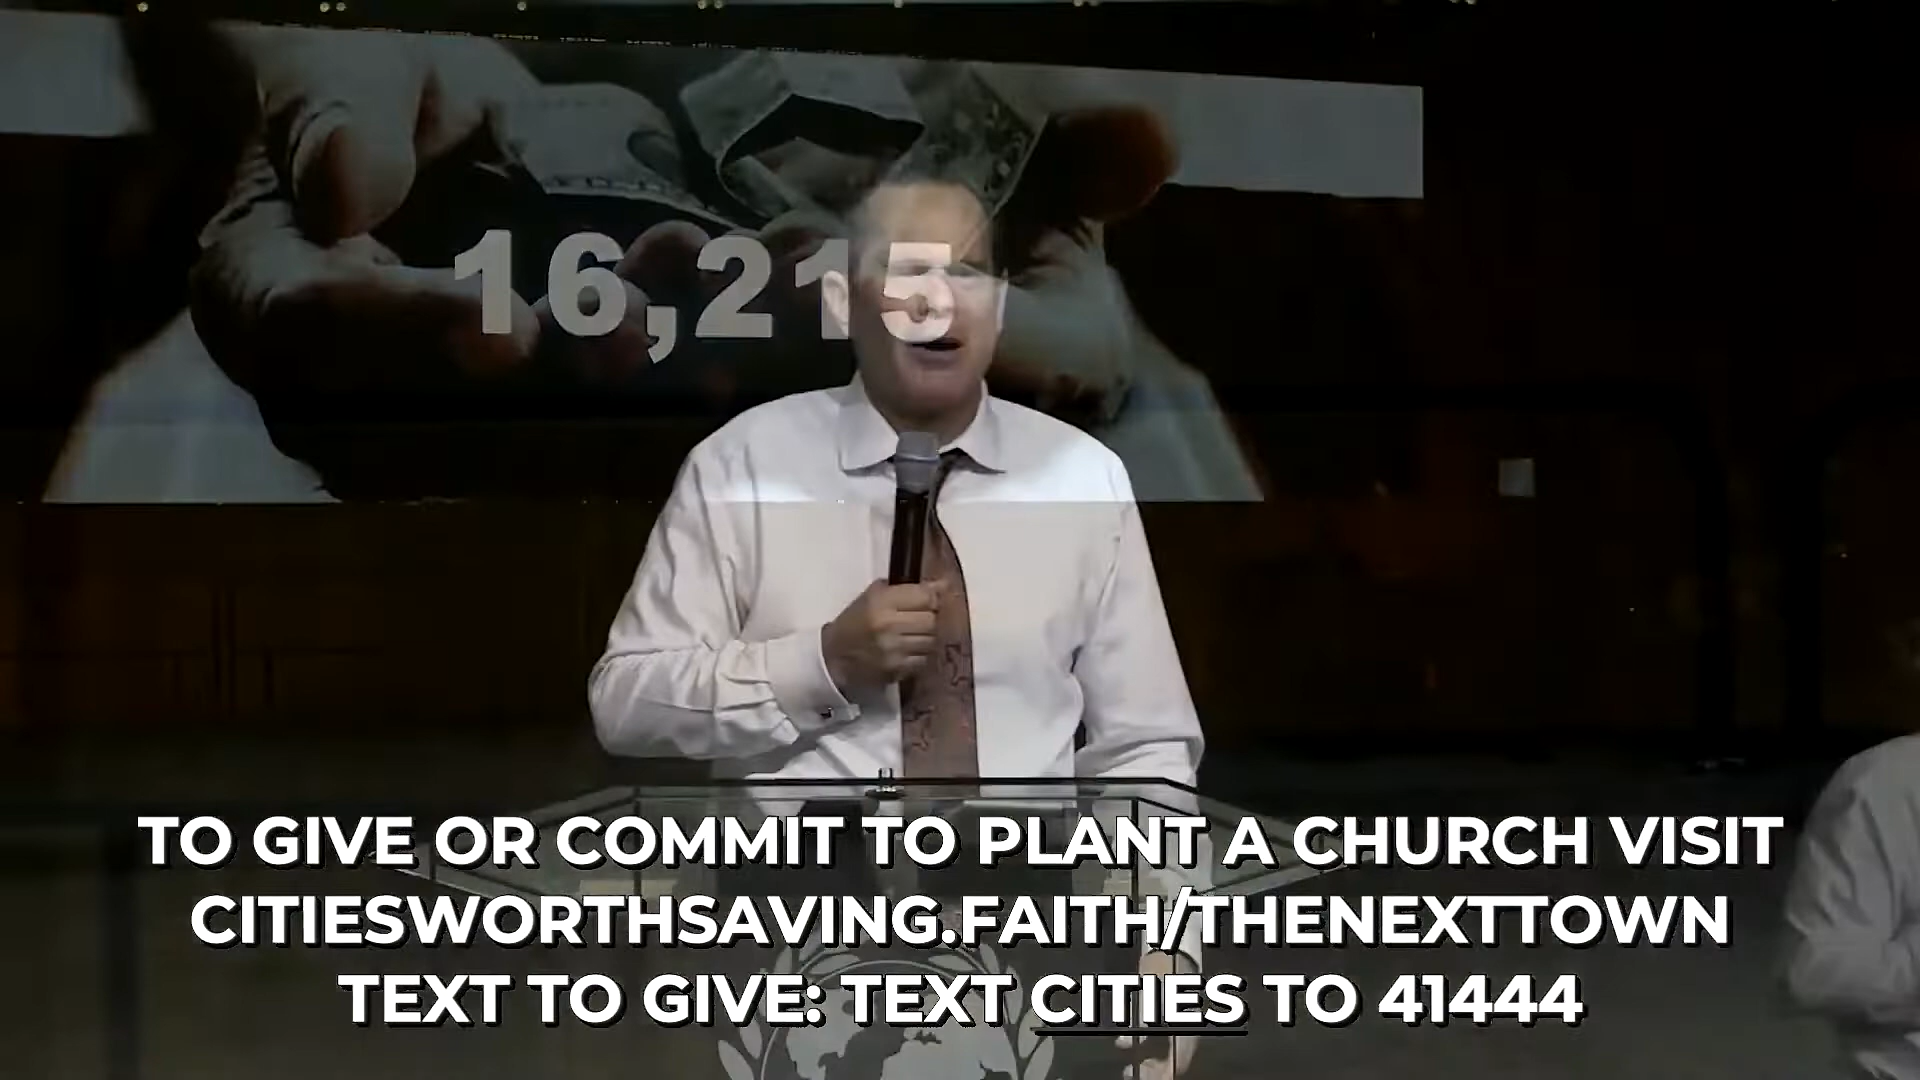 16,215
TO GIVE OR COMMIT TO PLANT A CHURCH VISIT
CITIESWORTHSAVING.FAITH/THENEXTTOWN
TEXT TO GIVE: TEXT CITIES TO 41444